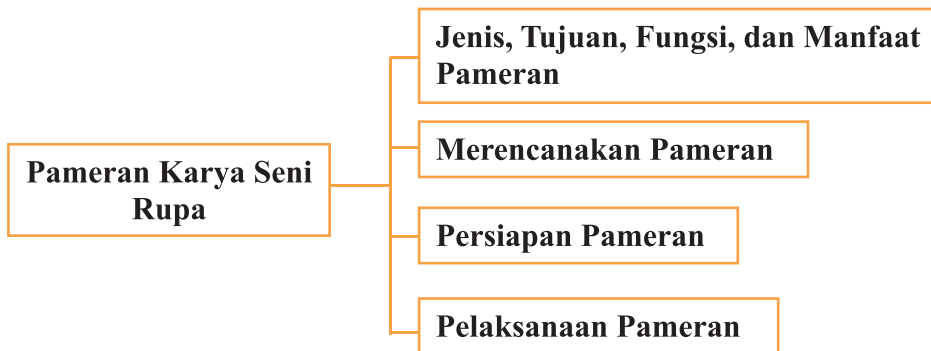 Jenis, Tujuan, Fungsi, dan Manfaat
Pameran
Merencanakan Pameran
Pameran Karya Seni
Rupa
Persiapan Pameran
Pelaksanaan Pameran